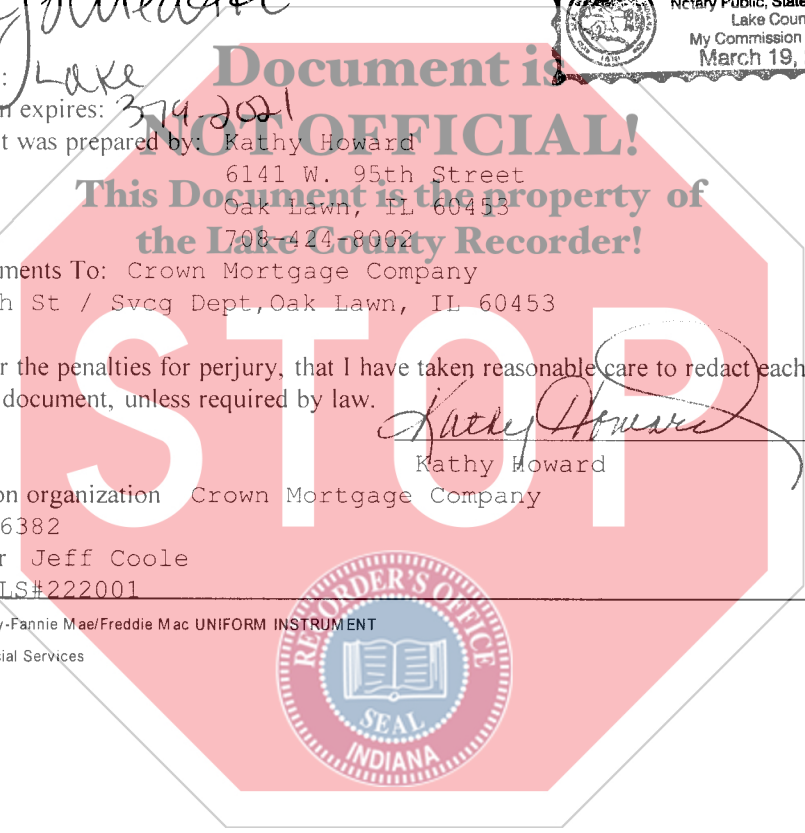 Notary Public, State
Lake Coun
My Commission
March 19,
: Lake
n expires: 3-19-2021
Document is
NOT OFFICIAL!
This Document is the property of
the Lake County Recorder!
t was prepared by: Kathy Howard
6141 W. 95th Street
Oak Lawn, IL 60453
708-424-8002
ments To: Crown Mortgage Company
h St / Svcg Dept,Oak Lawn, IL 60453
STOP
r the penalties for perjury, that I have taken reasonable care to redact each
document, unless required by law.
Kathy Howard
Kathy Howard
on organization Crown Mortgage Company
6382
r Jeff Coole
LS#222001
y-Fannie Mae/Freddie Mac UNIFORM INSTRUMENT
cial Services
RECORDER'S OFFICE
SEAL
INDIANA